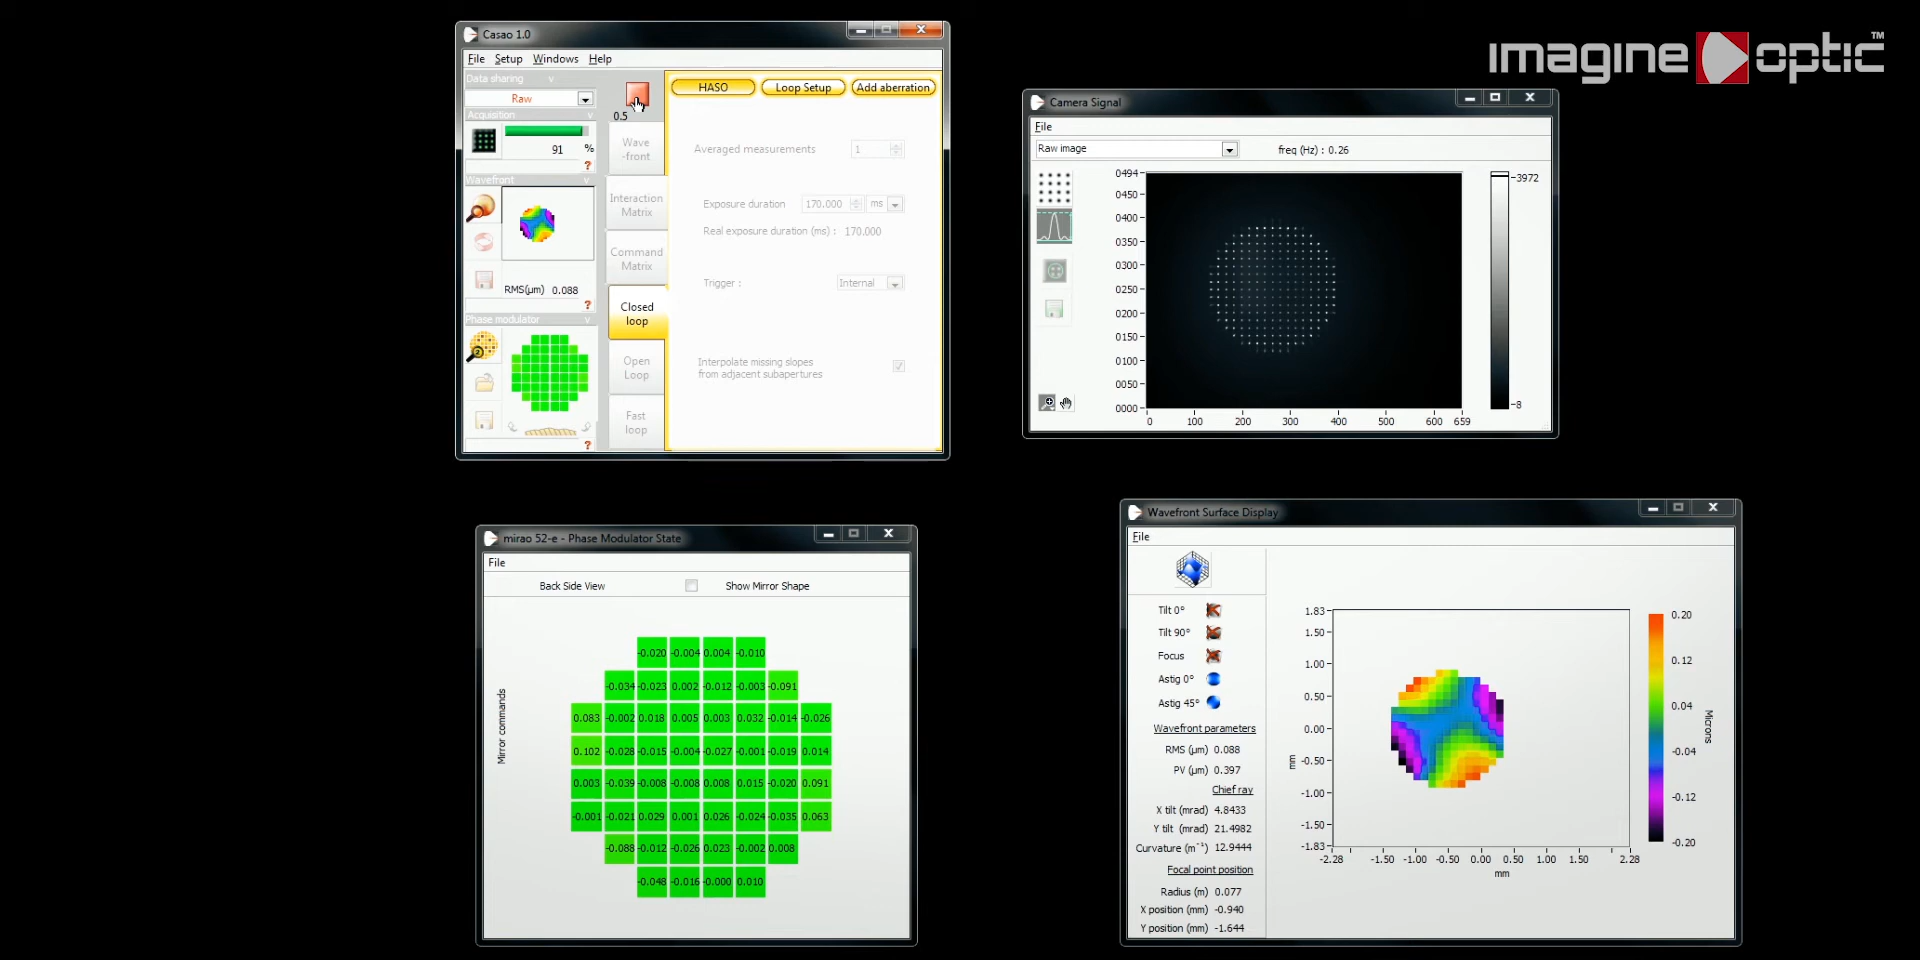 imagine optic™
Casao 1.0
File Setup Windows Help
Data sharing
Raw
Acquisition
91 %
?
Wavefront
RMS(µm) 0.088
?
Phase modulator
?
0.5
Wave
-front
Interaction
Matrix
Command
Matrix
Closed
loop
Open
Loop
Fast
loop
HASO Loop Setup Add aberration
Averaged measurements 1
Exposure duration 170.000 ms
Real exposure duration (ms) : 170.000
Trigger : Internal
Interpolate missing slopes
from adjacent subapertures
Camera Signal
File
Raw image freq (Hz) : 0.26
0494
0450
0400
0350
0300
0250
0200
0150
0100
0050
0000
0 100 200 300 400 500 600 659
3972
8
mirao 52-e - Phase Modulator State
File
Back Side View Show Mirror Shape
Mirror commands
-0.020 -0.004 0.004 -0.010
-0.034 -0.023 0.002 -0.012 -0.003 -0.091
0.083 -0.002 0.018 0.005 0.003 0.032 -0.014 -0.026
0.102 -0.028 -0.015 -0.004 -0.027 -0.001 -0.019 0.014
0.003 -0.039 -0.008 -0.008 0.008 0.015 -0.020 0.091
-0.001 -0.021 0.029 0.001 0.026 -0.024 -0.035 0.063
-0.088 -0.012 -0.026 0.023 -0.002 0.008
-0.048 -0.016 -0.000 0.010
Wavefront Surface Display
File
Tilt 0°
Tilt 90°
Focus
Astig 0°
Astig 45°
Wavefront parameters
RMS (µm) 0.088
PV (µm) 0.397
Chief ray
X tilt (mrad) 4.8433
Y tilt (mrad) 21.4982
Curvature (m⁻¹) 12.9444
Focal point position
Radius (m) 0.077
X position (mm) -0.940
Y position (mm) -1.644
1.83
1.50
1.00
0.50
0.00
-0.50
-1.00
-1.50
-1.83
mm
-2.28 -1.50 -1.00 -0.50 0.00 0.50 1.00 1.50 2.28
mm
0.20
0.12
0.04
-0.04
-0.12
-0.20
Microns